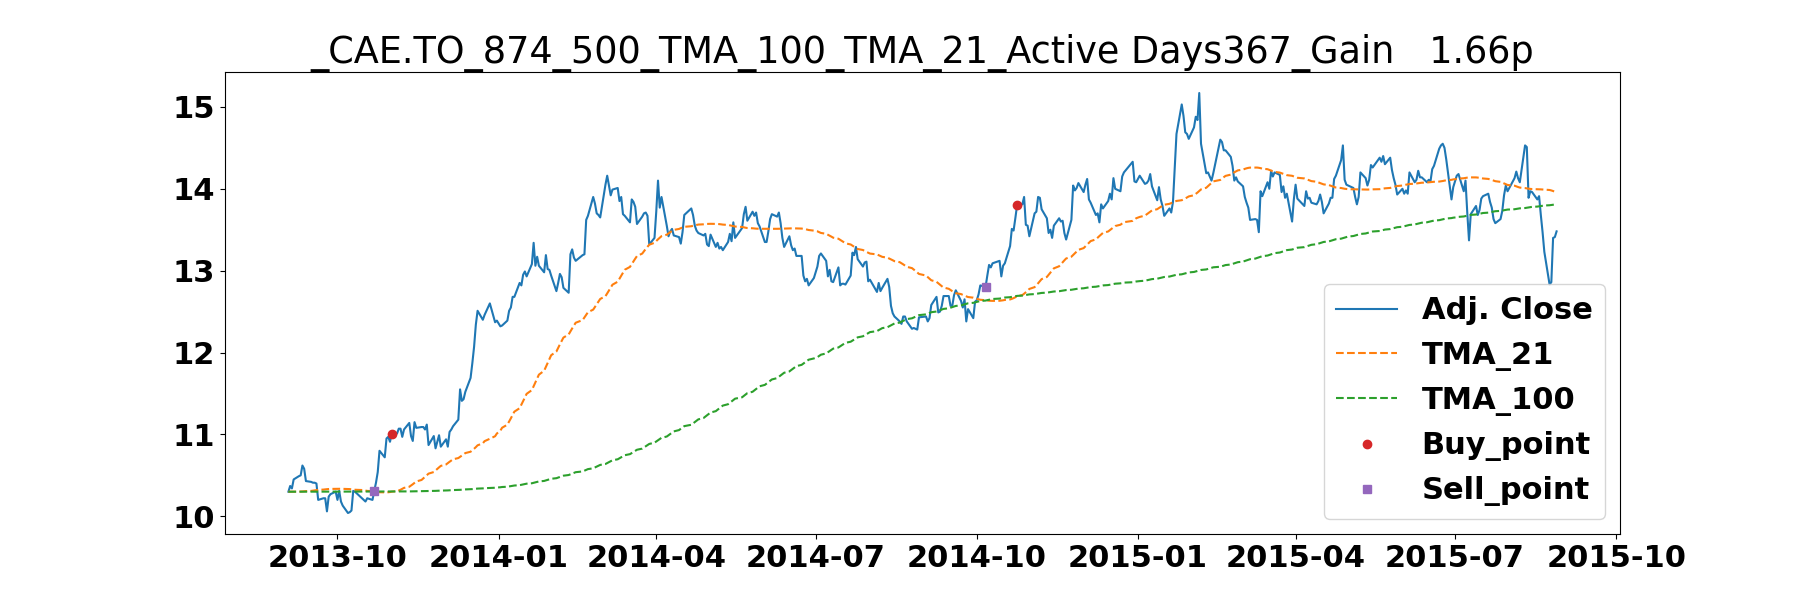 _CAE.TO_874_500_TMA_100_TMA_21_Active Days367_Gain   1.66p
15
14
13
12
11
10
2013-10 2014-01 2014-04 2014-07 2014-10 2015-01 2015-04 2015-07 2015-10
Adj. Close
TMA_21
TMA_100
Buy_point
Sell_point